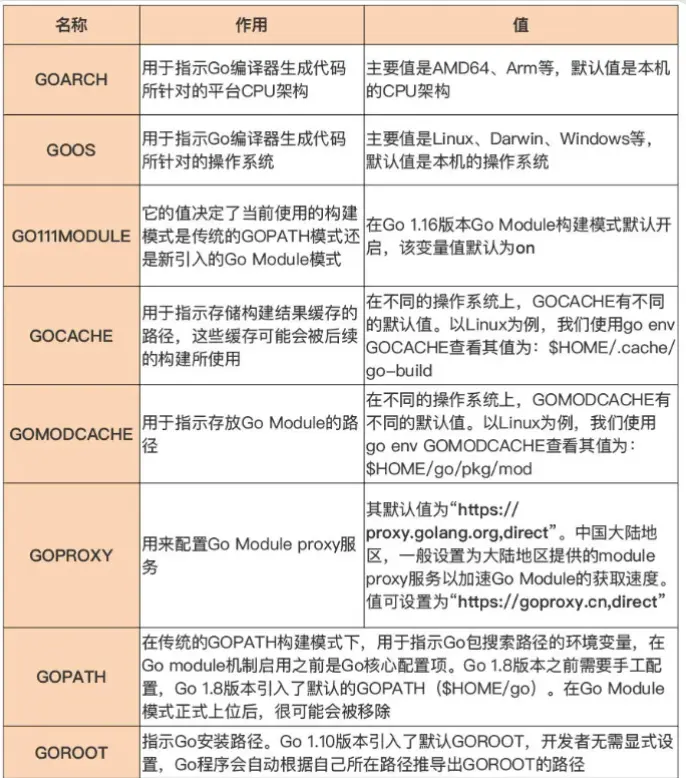 名称 作用 值
GOARCH
用于指示Go编译器生成代码
所针对的平台CPU架构
主要值是AMD64、Arm等，默认值是本机
的CPU架构
GOOS
用于指示Go编译器生成代码
所针对的操作系统
主要值是Linux、Darwin、Windows等，
默认值是本机的操作系统
GO111MODULE
它的值决定了当前使用的构建
模式是传统的GOPATH模式还
是新引入的Go Module模式
在Go 1.16版本Go Module构建模式默认开
启，该变量值默认为on
GOCACHE
用于指示存储构建结果缓存的
路径，这些缓存可能会被后续
的构建所使用
在不同的操作系统上，GOCACHE有不同
的默认值。以Linux为例，我们使用go env
GOCACHE查看其值为：$HOME/.cache/
go-build
GOMODCACHE
用于指示存放Go Module的路
径
在不同的操作系统上，GOMODCACHE有
不同的默认值。以Linux为例，我们使用
go env GOMODCACHE查看其值为：
$HOME/go/pkg/mod
GOPROXY
用来配置Go Module proxy服
务
其默认值为“https://
proxy.golang.org,direct”。中国大陆地
区，一般设置为大陆地区提供的module
proxy服务以加速Go Module的获取速度。
值可设置为“https://goproxy.cn,direct”
GOPATH
在传统的GOPATH构建模式下，用于指示Go包搜索路径的环境变量，在
Go module机制启用之前是Go核心配置项。Go 1.8版本之前需要手工配
置，Go 1.8版本引入了默认的GOPATH（$HOME/go）。在Go Module
模式正式上位后，很可能会被移除
GOROOT
指示Go安装路径。Go 1.10版本引入了默认GOROOT，开发者无需显式设
置，Go程序会自动根据自己所在路径推导出GOROOT的路径